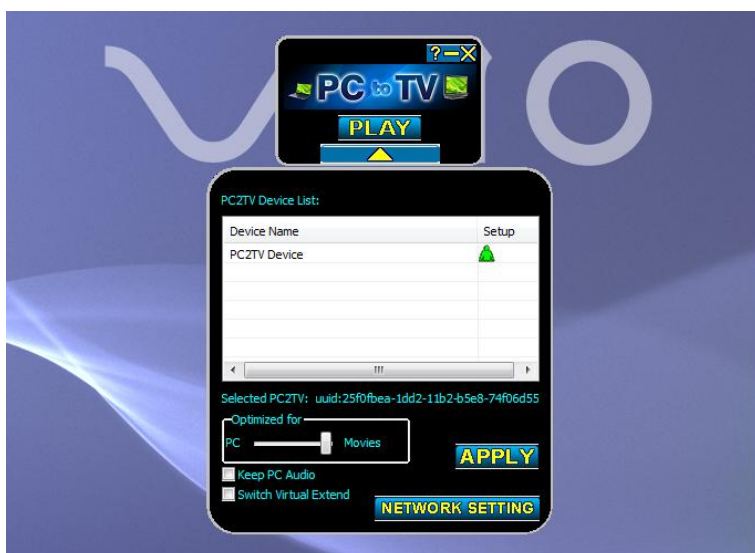 VAIO
?
PC to TV
PLAY
PC2TV Device List:
Device Name Setup
PC2TV Device
Selected PC2TV: uuid:25f0fbea-1dd2-11b2-b5e8-74f06d55
Optimized for
PC Movies
APPLY
Keep PC Audio
Switch Virtual Extend
NETWORK SETTING